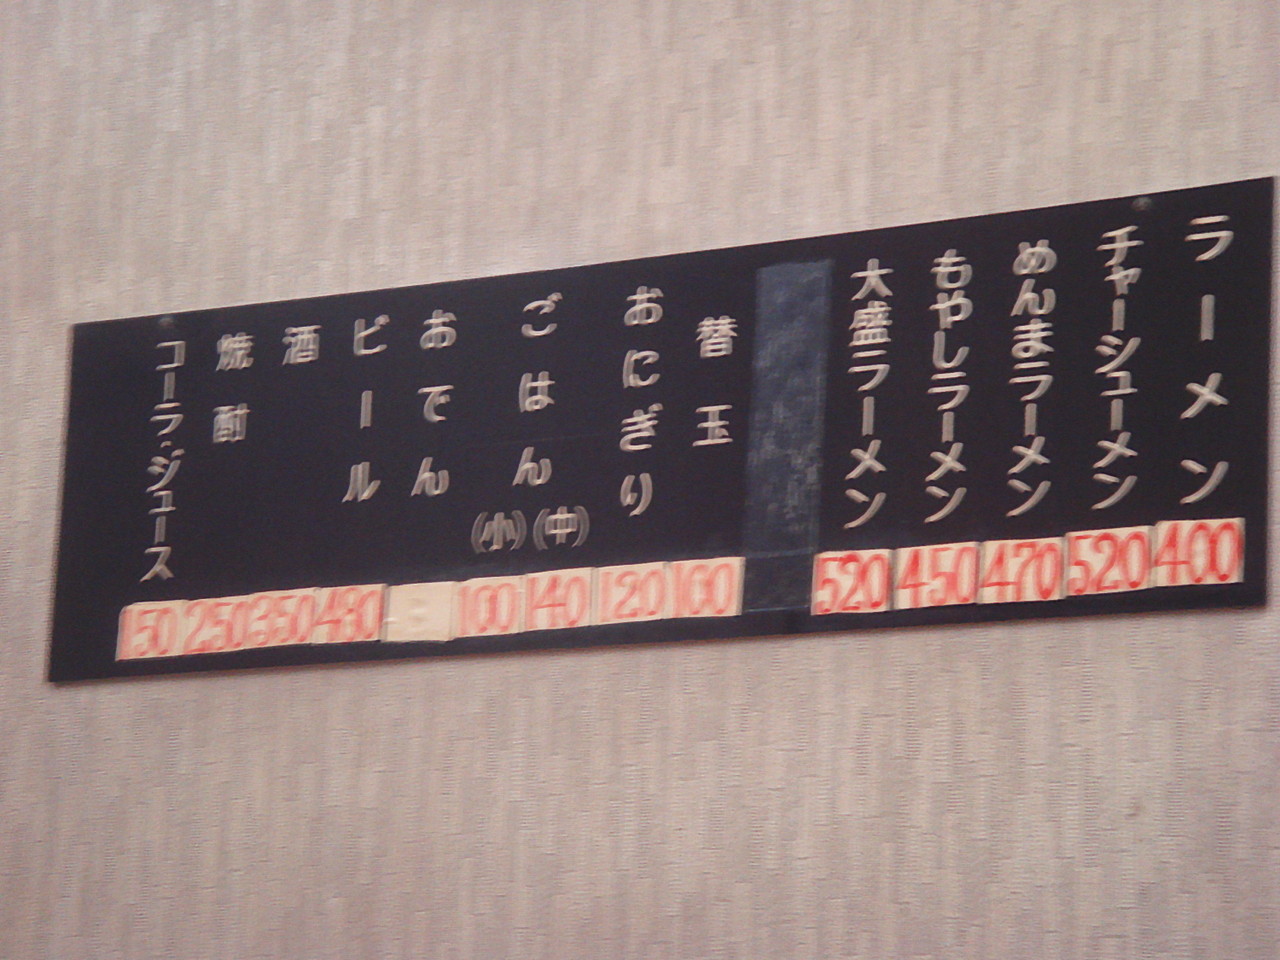 ラーメン 400
チャーシューメン 520
めんまラーメン 470
もやしラーメン 450
大盛ラーメン 520
替玉 160
おにぎり 120
ごはん
(中) 140
(小) 100
おでん
ビール 480
酒 350
焼酎 250
コーラ・ジュース 150